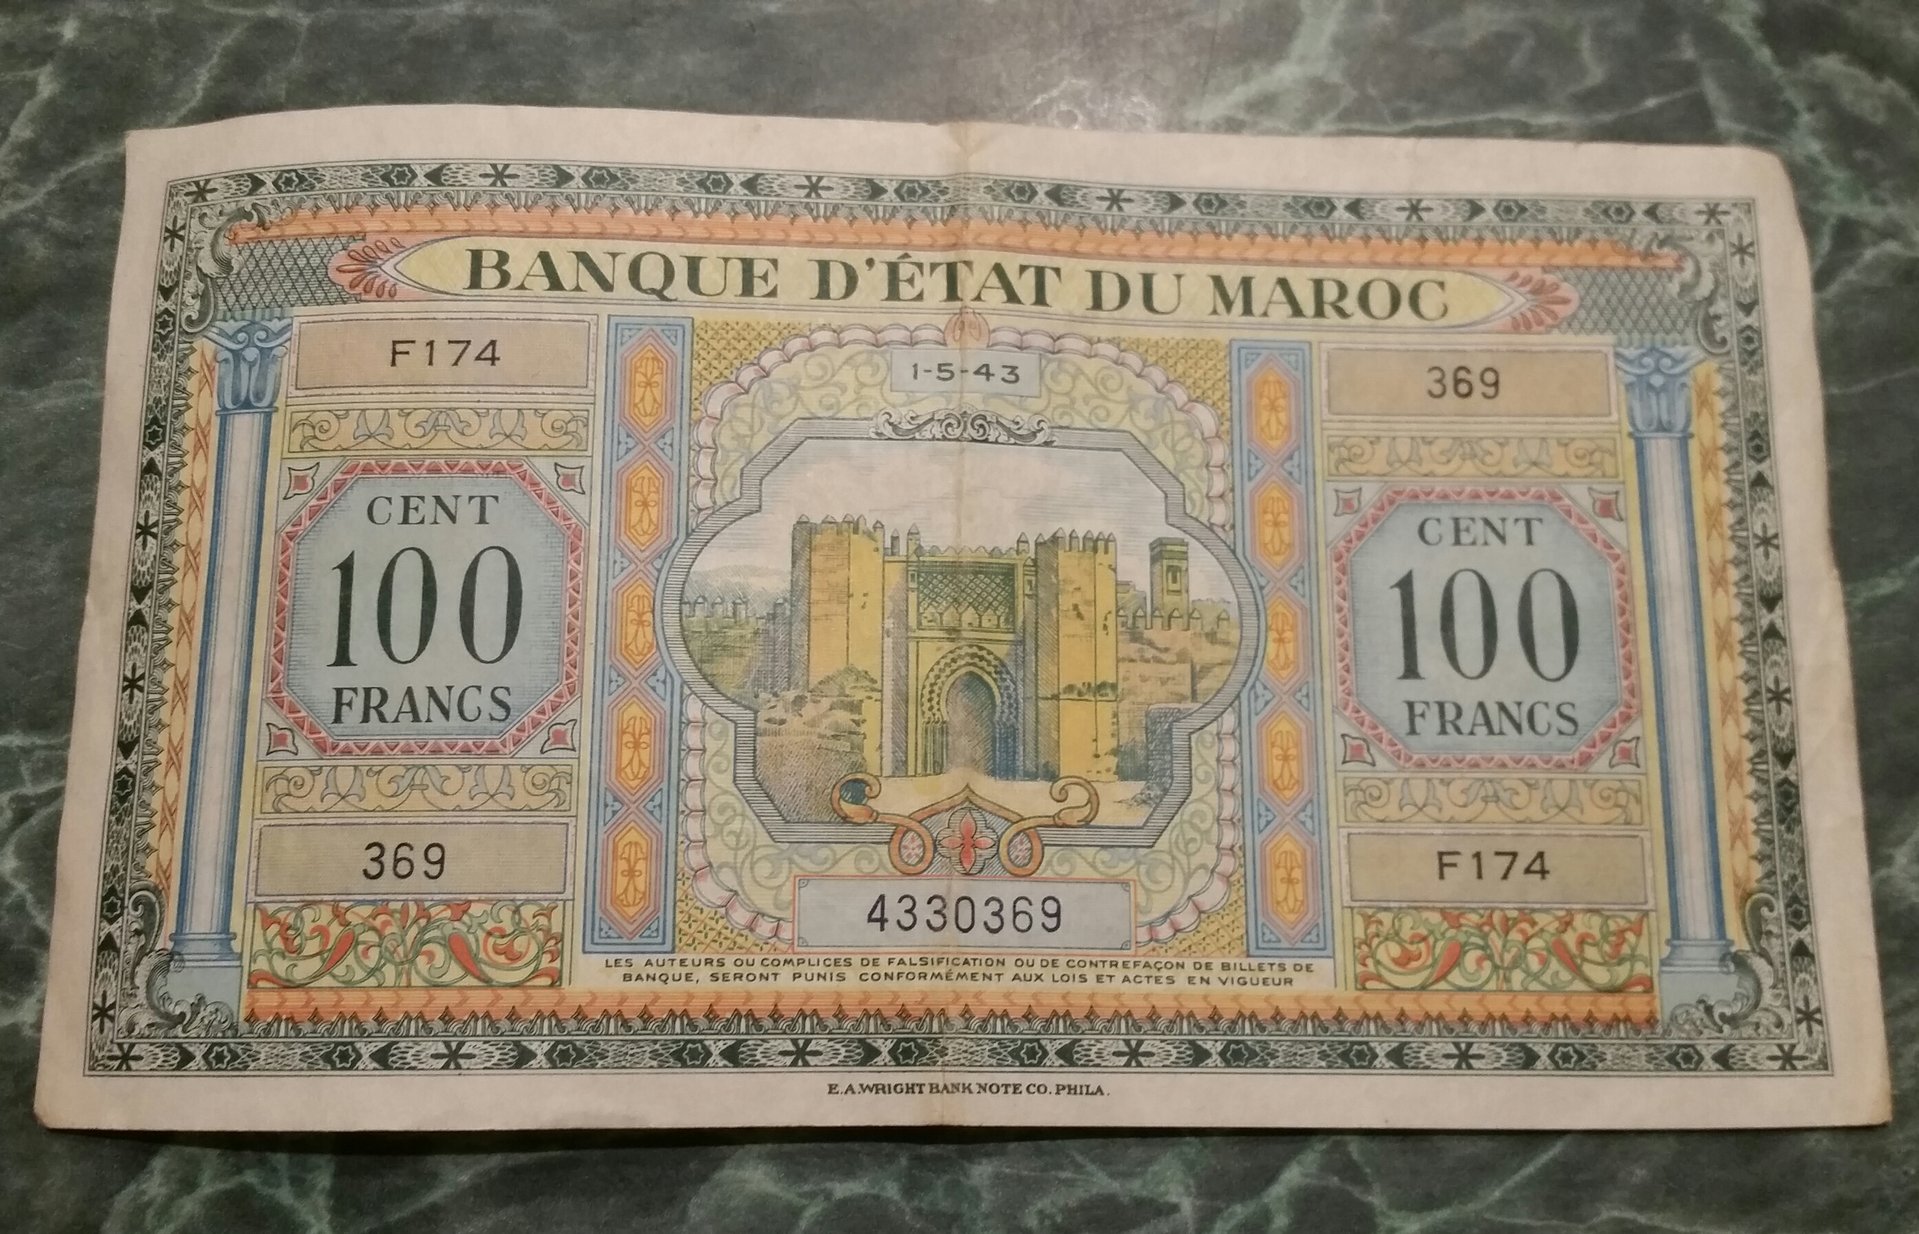 BANQUE D'ÉTAT DU MAROC
F174
1-5-43
369
CENT
100
FRANCS
CENT
100
FRANCS
369
F174
4330369
LES AUTEURS OU COMPLICES DE FALSIFICATION OU DE CONTREFAÇON DE BILLETS DE
BANQUE, SERONT PUNIS CONFORMÉMENT AUX LOIS ET ACTES EN VIGUEUR
E.A.WRIGHT BANK NOTE CO. PHILA.